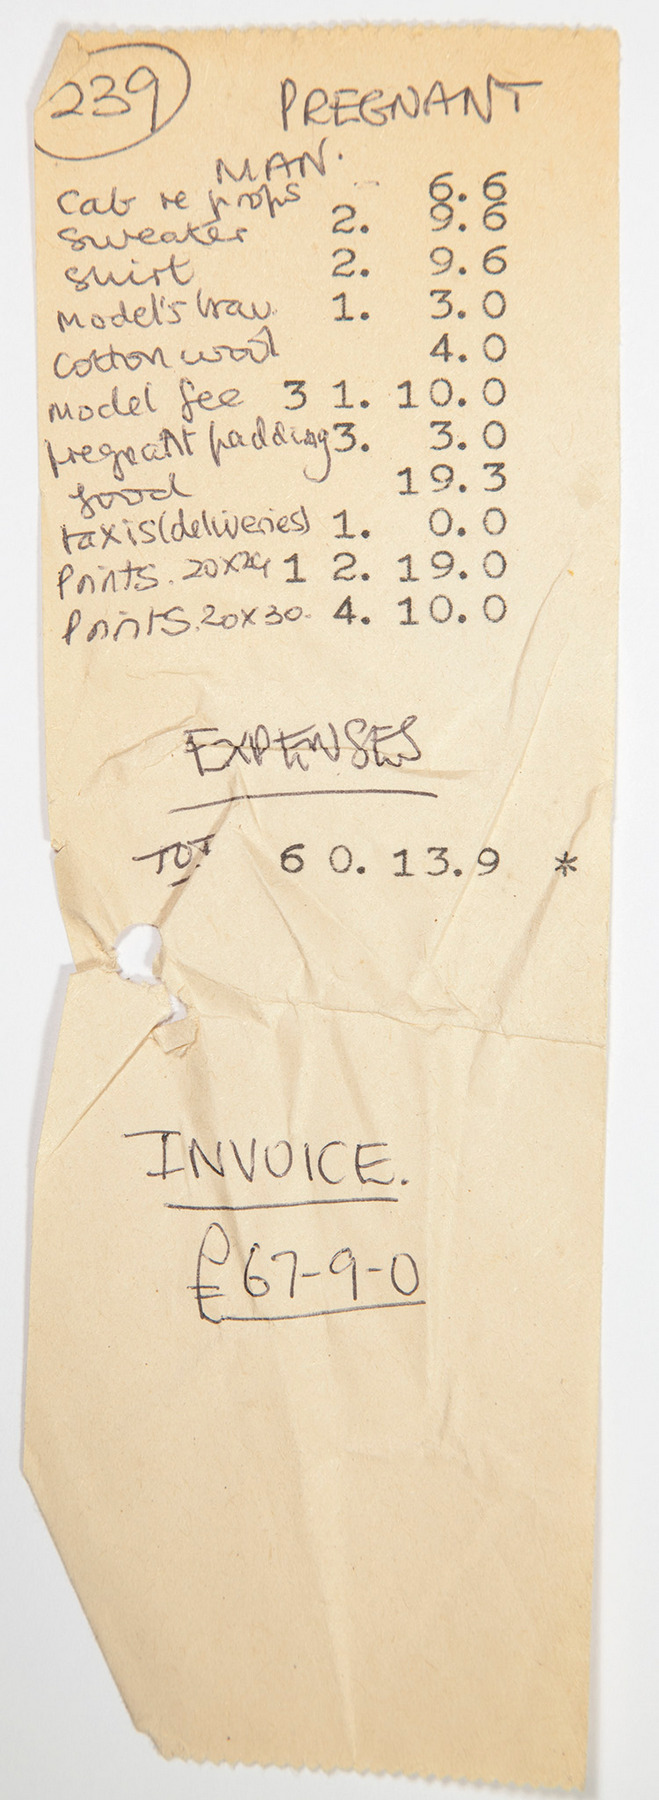 239 PREGNANT
MAN.
Cab re props 6.6
Sweater 2. 9.6
Shirt 2. 9.6
Model's trav. 1. 3.0
Cotton wool 4.0
Model fee 3 1. 10.0
Pregnant padding 3. 3.0
food 19.3
taxis (deliveries) 1. 0.0
Prints. 20x24 1 2. 19.0
Prints. 20x30. 4. 10.0
EXPENSES
TOT 6 0. 13.9 *
INVOICE.
£67-9-0